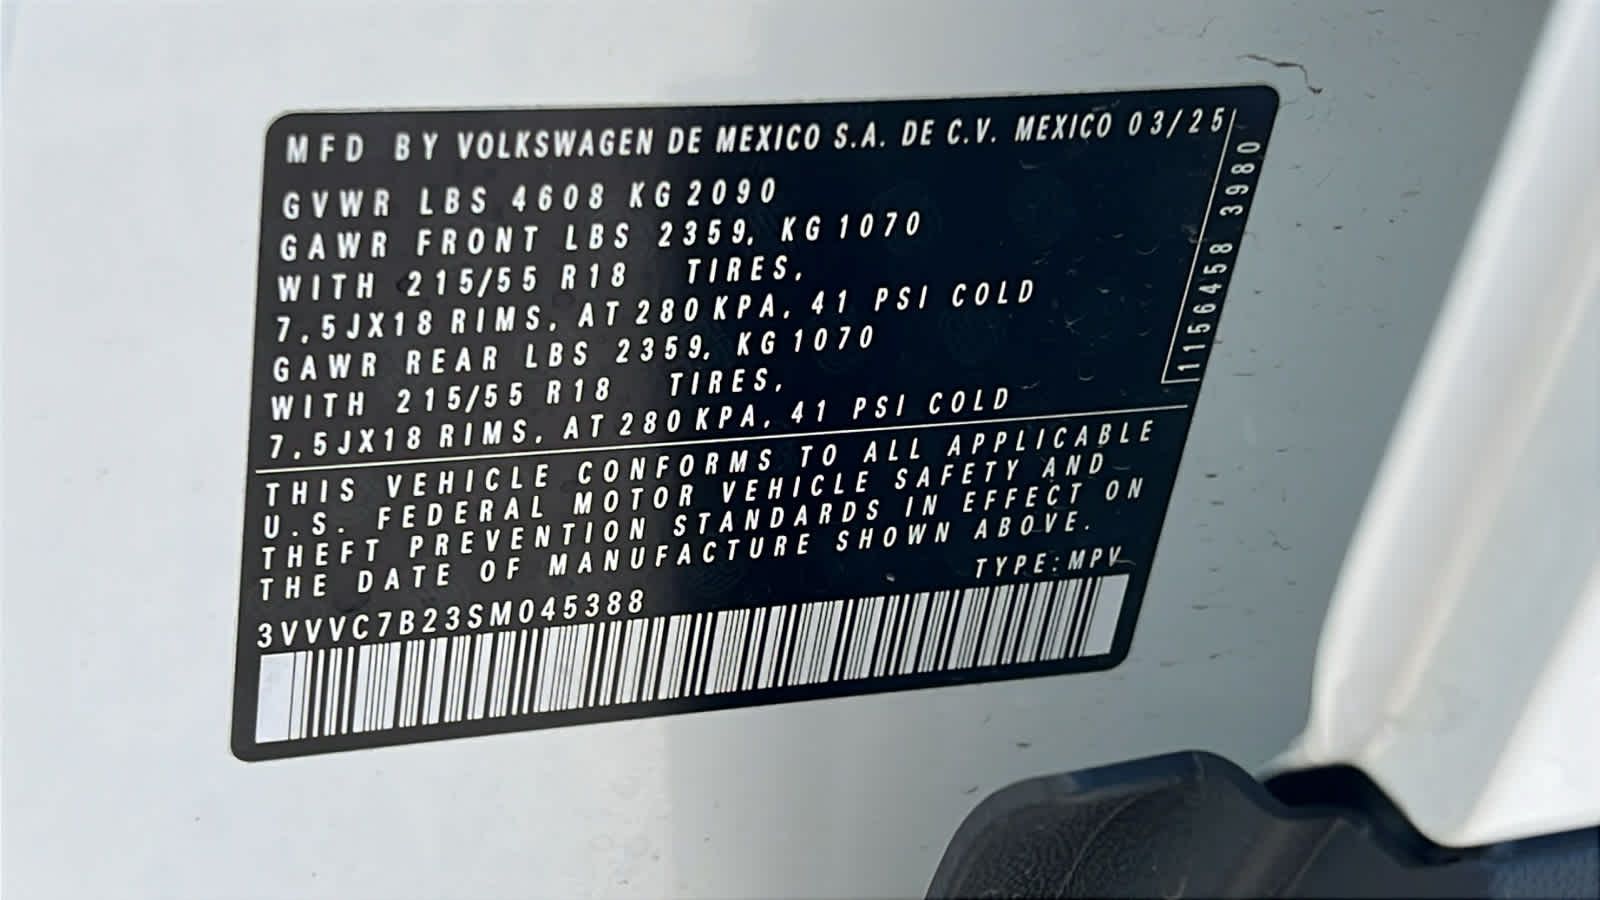 MFD BY VOLKSWAGEN DE MEXICO S.A. DE C.V. MEXICO 03/25
GVWR LBS 4608 KG 2090
GAWR FRONT LBS 2359, KG 1070
WITH 215/55 R18 TIRES,
7,5JX18 RIMS, AT 280 KPA, 41 PSI COLD
GAWR REAR LBS 2359, KG 1070
WITH 215/55 R18 TIRES,
7,5JX18 RIMS, AT 280 KPA, 41 PSI COLD
1156458 3980
THIS VEHICLE CONFORMS TO ALL APPLICABLE
U.S. FEDERAL MOTOR VEHICLE SAFETY AND
THEFT PREVENTION STANDARDS IN EFFECT ON
THE DATE OF MANUFACTURE SHOWN ABOVE.
TYPE:MPV
3VVVC7B23SM045388